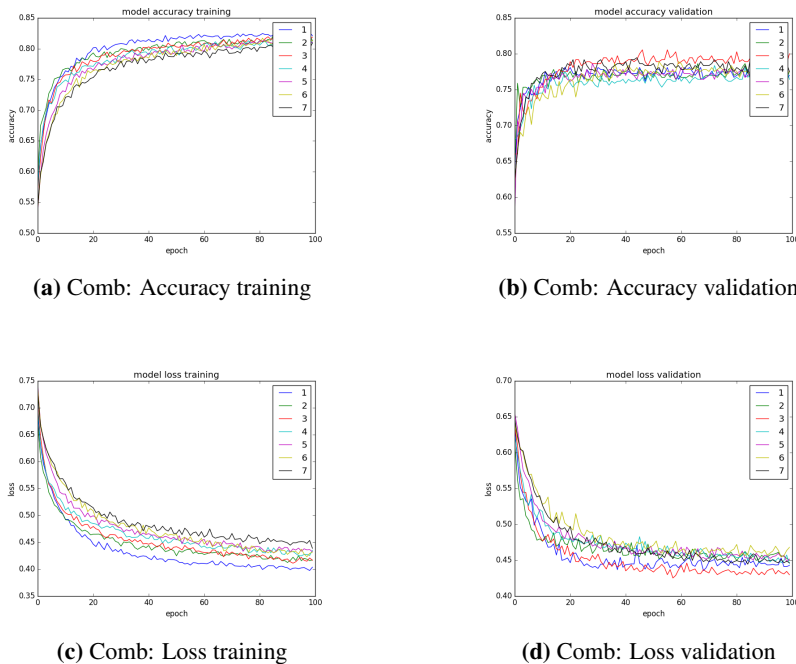 model accuracy training
0.85
0.80
0.75
0.70
0.65
0.60
0.55
0.50
accuracy
0 20 40 60 80 100
epoch
1
2
3
4
5
6
7
(a) Comb: Accuracy training
model accuracy validation
0.85
0.80
0.75
0.70
0.65
0.60
0.55
accuracy
0 20 40 60 80 100
epoch
1
2
3
4
5
6
7
(b) Comb: Accuracy validation
model loss training
0.75
0.70
0.65
0.60
0.55
0.50
0.45
0.40
0.35
loss
0 20 40 60 80 100
epoch
1
2
3
4
5
6
7
(c) Comb: Loss training
model loss validation
0.70
0.65
0.60
0.55
0.50
0.45
0.40
loss
0 20 40 60 80 100
epoch
1
2
3
4
5
6
7
(d) Comb: Loss validation